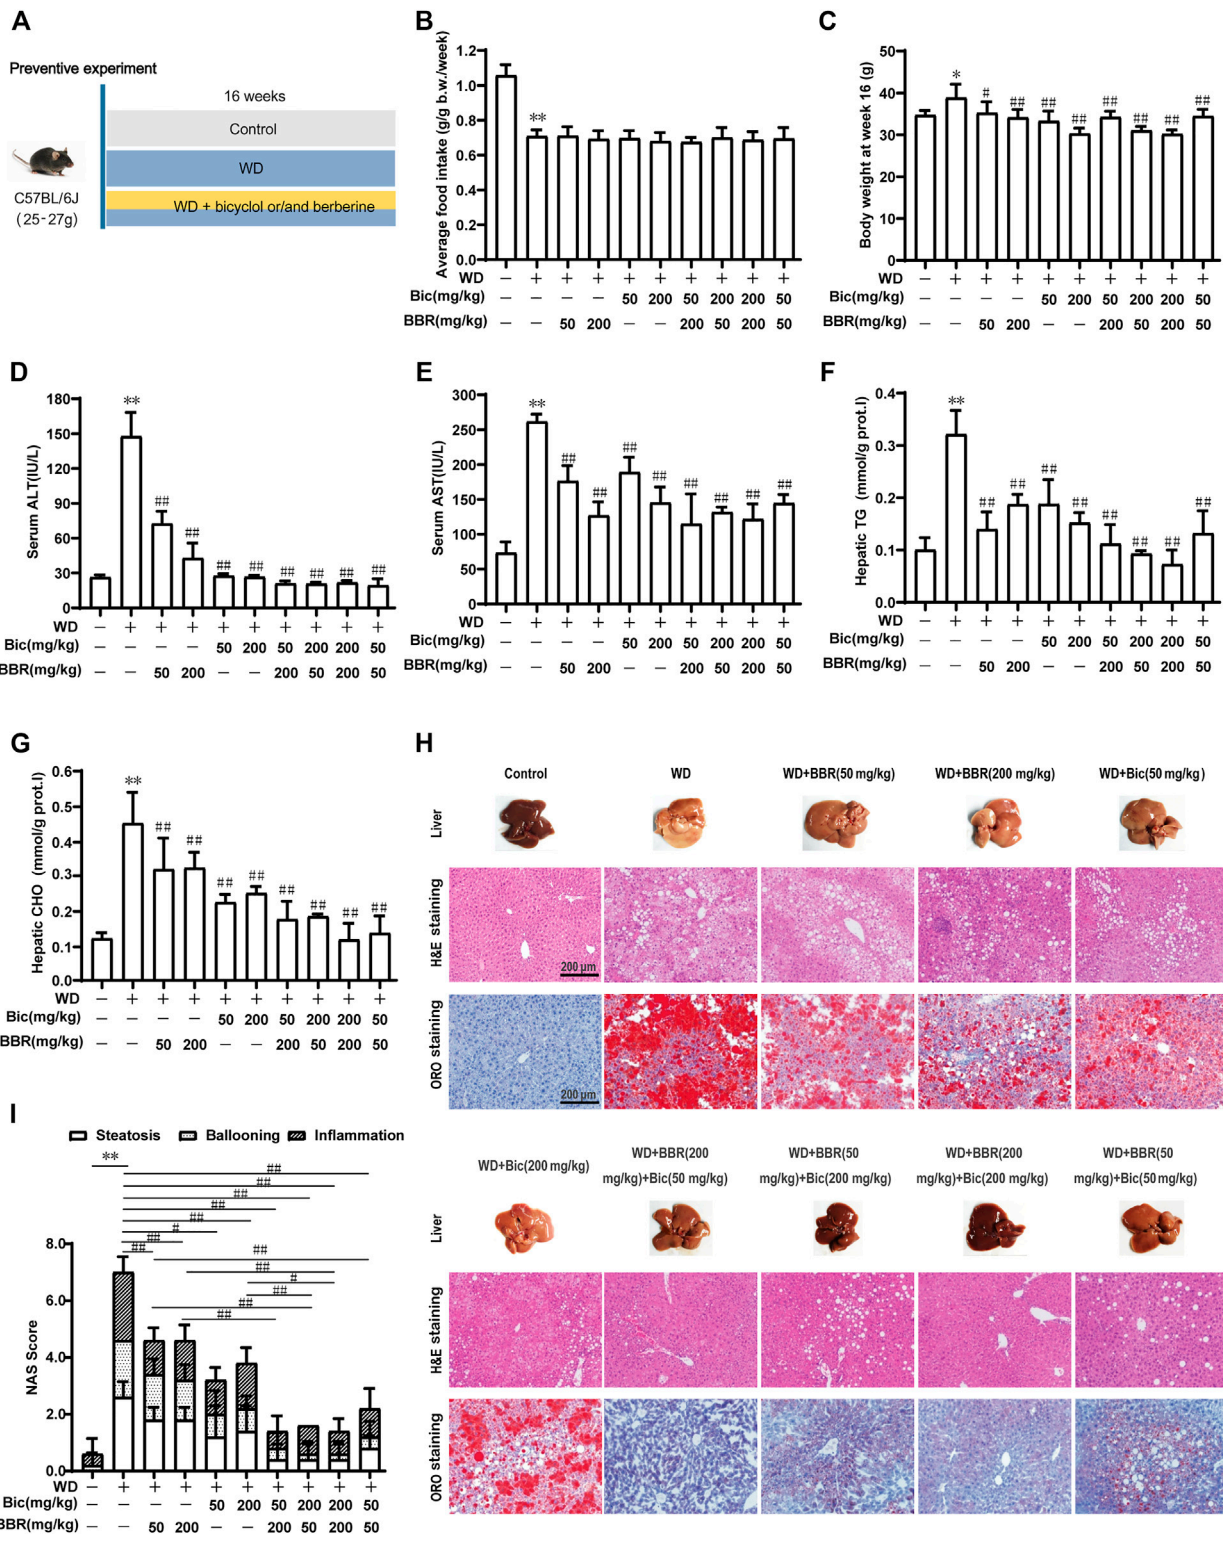 A
Preventive experiment
16 weeks
Control
WD
WD + bicyclol or/and berberine
C57BL/6J
(25-27g)
B
Average food intake (g/g b.w./week)
1.2
1.0
0.8
0.6
0.4
0.2
0.0
**
WD − + + + + + + + + +
Bic(mg/kg) − − − − 50 200 50 200 200 50
BBR(mg/kg) − − 50 200 − − 200 50 200 50
C
Body weight at week 16 (g)
50
40
30
20
10
0
* # ## ## ## ## ## ## ##
WD − + + + + + + + + +
Bic(mg/kg) − − − − 50 200 50 200 200 50
BBR(mg/kg) − − 50 200 − − 200 50 200 50
D
Serum ALT(IU/L)
180
150
120
90
60
30
0
** ## ## ## ## ## ## ## ##
WD − + + + + + + + + +
Bic(mg/kg) − − − − 50 200 50 200 200 50
BBR(mg/kg) − − 50 200 − − 200 50 200 50
E
Serum AST(IU/L)
300
250
200
150
100
50
0
** ## ## ## ## ## ## ## ##
WD − + + + + + + + + +
Bic(mg/kg) − − − − 50 200 50 200 200 50
BBR(mg/kg) − − 50 200 − − 200 50 200 50
F
Hepatic TG (mmol/g prot.l)
0.4
0.3
0.2
0.1
0.0
** ## ## ## ## ## ## ## ##
WD − + + + + + + + + +
Bic(mg/kg) − − − − 50 200 50 200 200 50
BBR(mg/kg) − − 50 200 − − 200 50 200 50
G
Hepatic CHO (mmol/g prot.l)
0.6
0.5
0.4
0.3
0.2
0.1
0.0
** ## ## ## ## ## ## ## ##
WD − + + + + + + + + +
Bic(mg/kg) − − − − 50 200 50 200 200 50
BBR(mg/kg) − − 50 200 − − 200 50 200 50
H
Control WD WD+BBR(50 mg/kg) WD+BBR(200 mg/kg) WD+Bic(50 mg/kg)
Liver
H&E staining
200 μm
ORO staining
200 μm
WD+Bic(200 mg/kg)
WD+BBR(200
mg/kg)+Bic(50 mg/kg)
WD+BBR(50
mg/kg)+Bic(200 mg/kg)
WD+BBR(200
mg/kg)+Bic(200 mg/kg)
WD+BBR(50
mg/kg)+Bic(50 mg/kg)
Liver
H&E staining
ORO staining
I
Steatosis Ballooning Inflammation
**
##
##
##
##
##
#
##
##
##
##
#
##
##
##
NAS Score
8.0
6.0
4.0
2.0
0.0
WD − + + + + + + + + +
Bic(mg/kg) − − − − 50 200 50 200 200 50
BBR(mg/kg) − − 50 200 − − 200 50 200 50